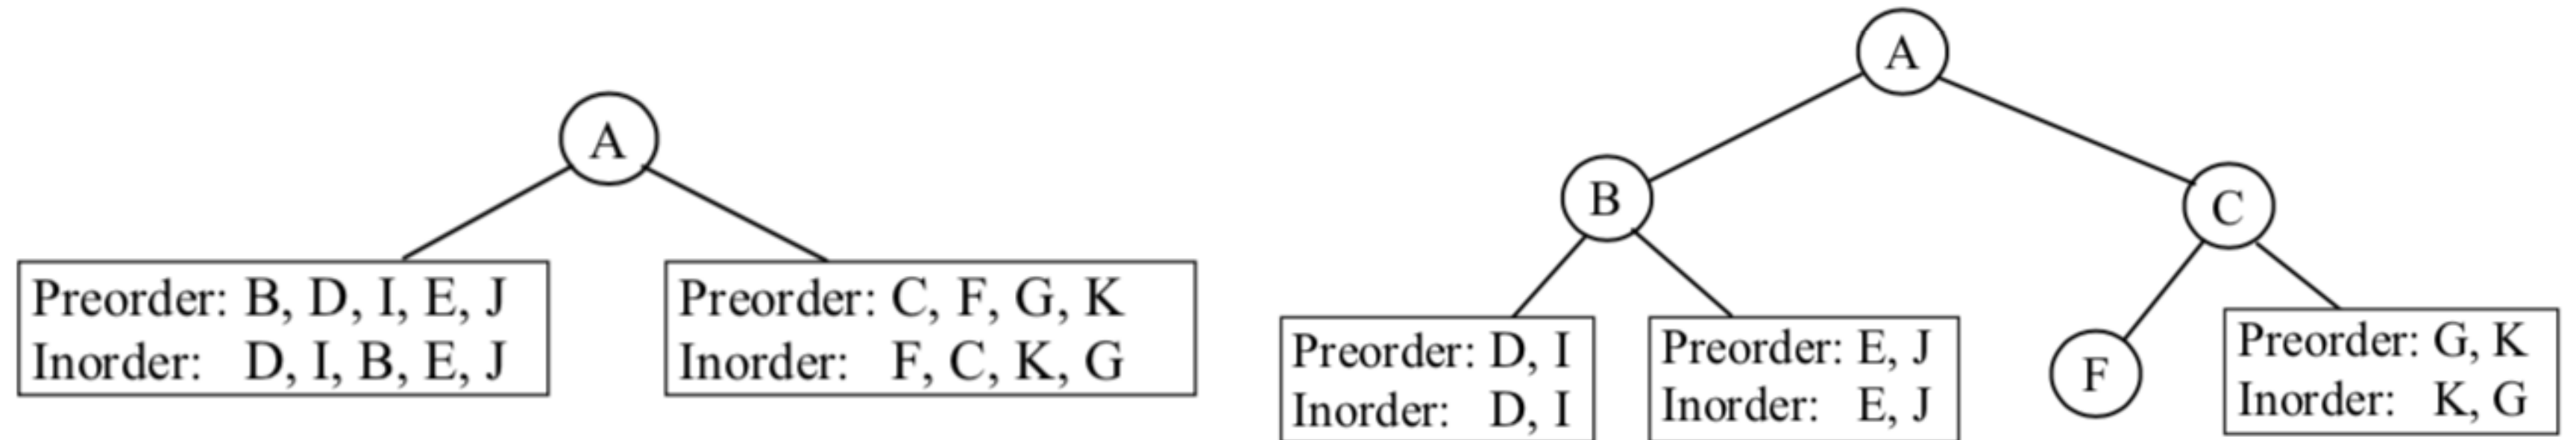 A
Preorder: B, D, I, E, J
Inorder: D, I, B, E, J
Preorder: C, F, G, K
Inorder: F, C, K, G
A
B
C
Preorder: D, I
Inorder: D, I
Preorder: E, J
Inorder: E, J
F
Preorder: G, K
Inorder: K, G